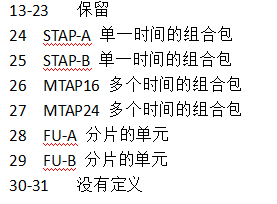 13-23 保留
24 STAP-A 单一时间的组合包
25 STAP-B 单一时间的组合包
26 MTAP16 多个时间的组合包
27 MTAP24 多个时间的组合包
28 FU-A 分片的单元
29 FU-B 分片的单元
30-31 没有定义